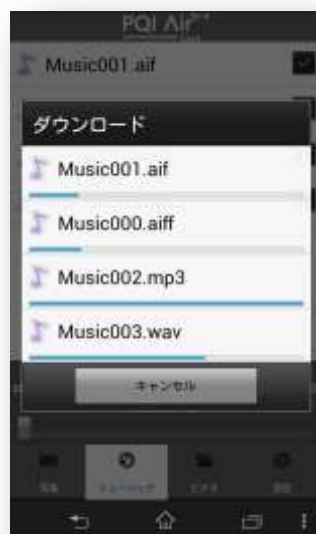 PQI Air
Music001.aif
ダウンロード
Music001.aif
Music000.aiff
Music002.mp3
Music003.wav
キャンセル